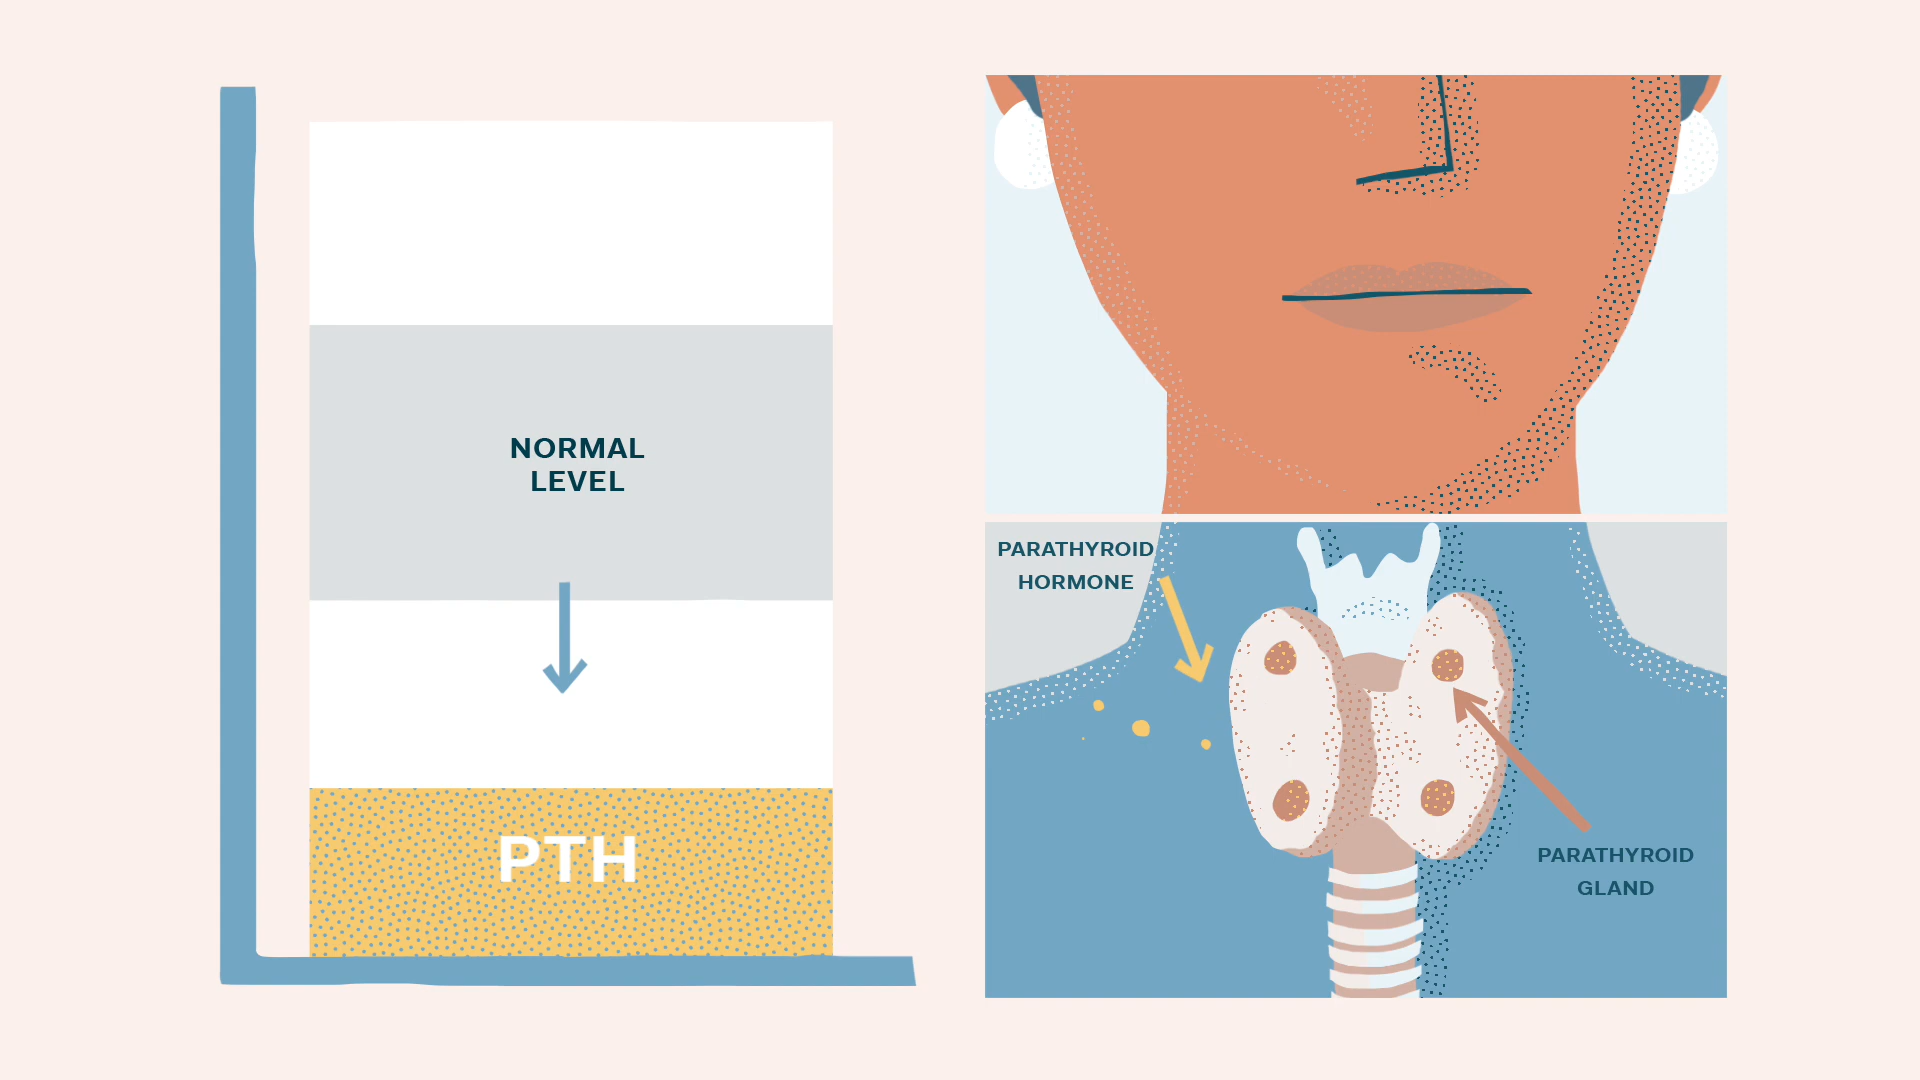 NORMAL
LEVEL
PTH
PARATHYROID
HORMONE
PARATHYROID
GLAND